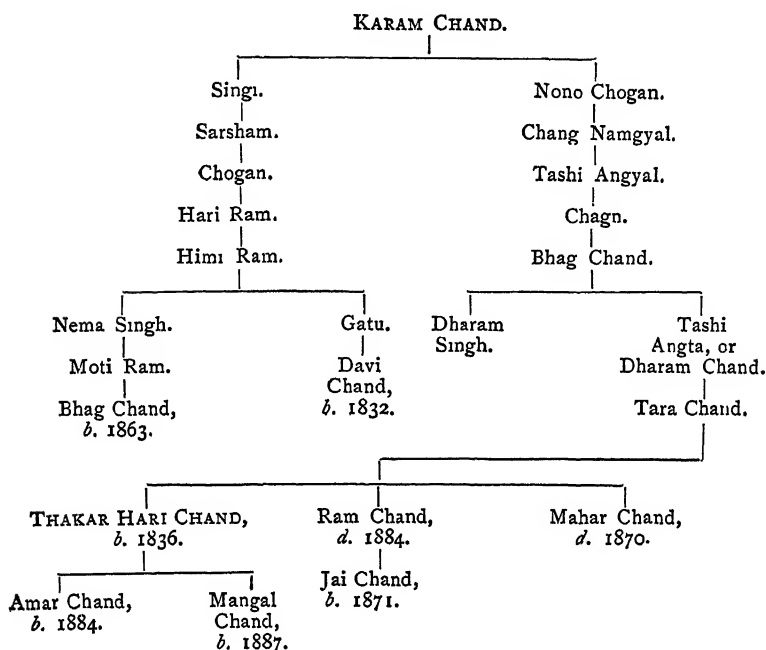 KARAM CHAND.
Singi. Nono Chogan.
Sarsham. Chang Namgyal.
Chogan. Tashi Angyal.
Hari Ram. Chagn.
Himi Ram. Bhag Chand.
Nema Singh. Gatu. Dharam Tashi
Singh. Angta, or
Moti Ram. Davi Dharam Chand.
Chand,
Bhag Chand, b. 1832. Tara Chand.
b. 1863.
THAKAR HARI CHAND, Ram Chand, Mahar Chand,
b. 1836. d. 1884. d. 1870.
Amar Chand, Mangal Jai Chand,
b. 1884. Chand, b. 1871.
b. 1887.